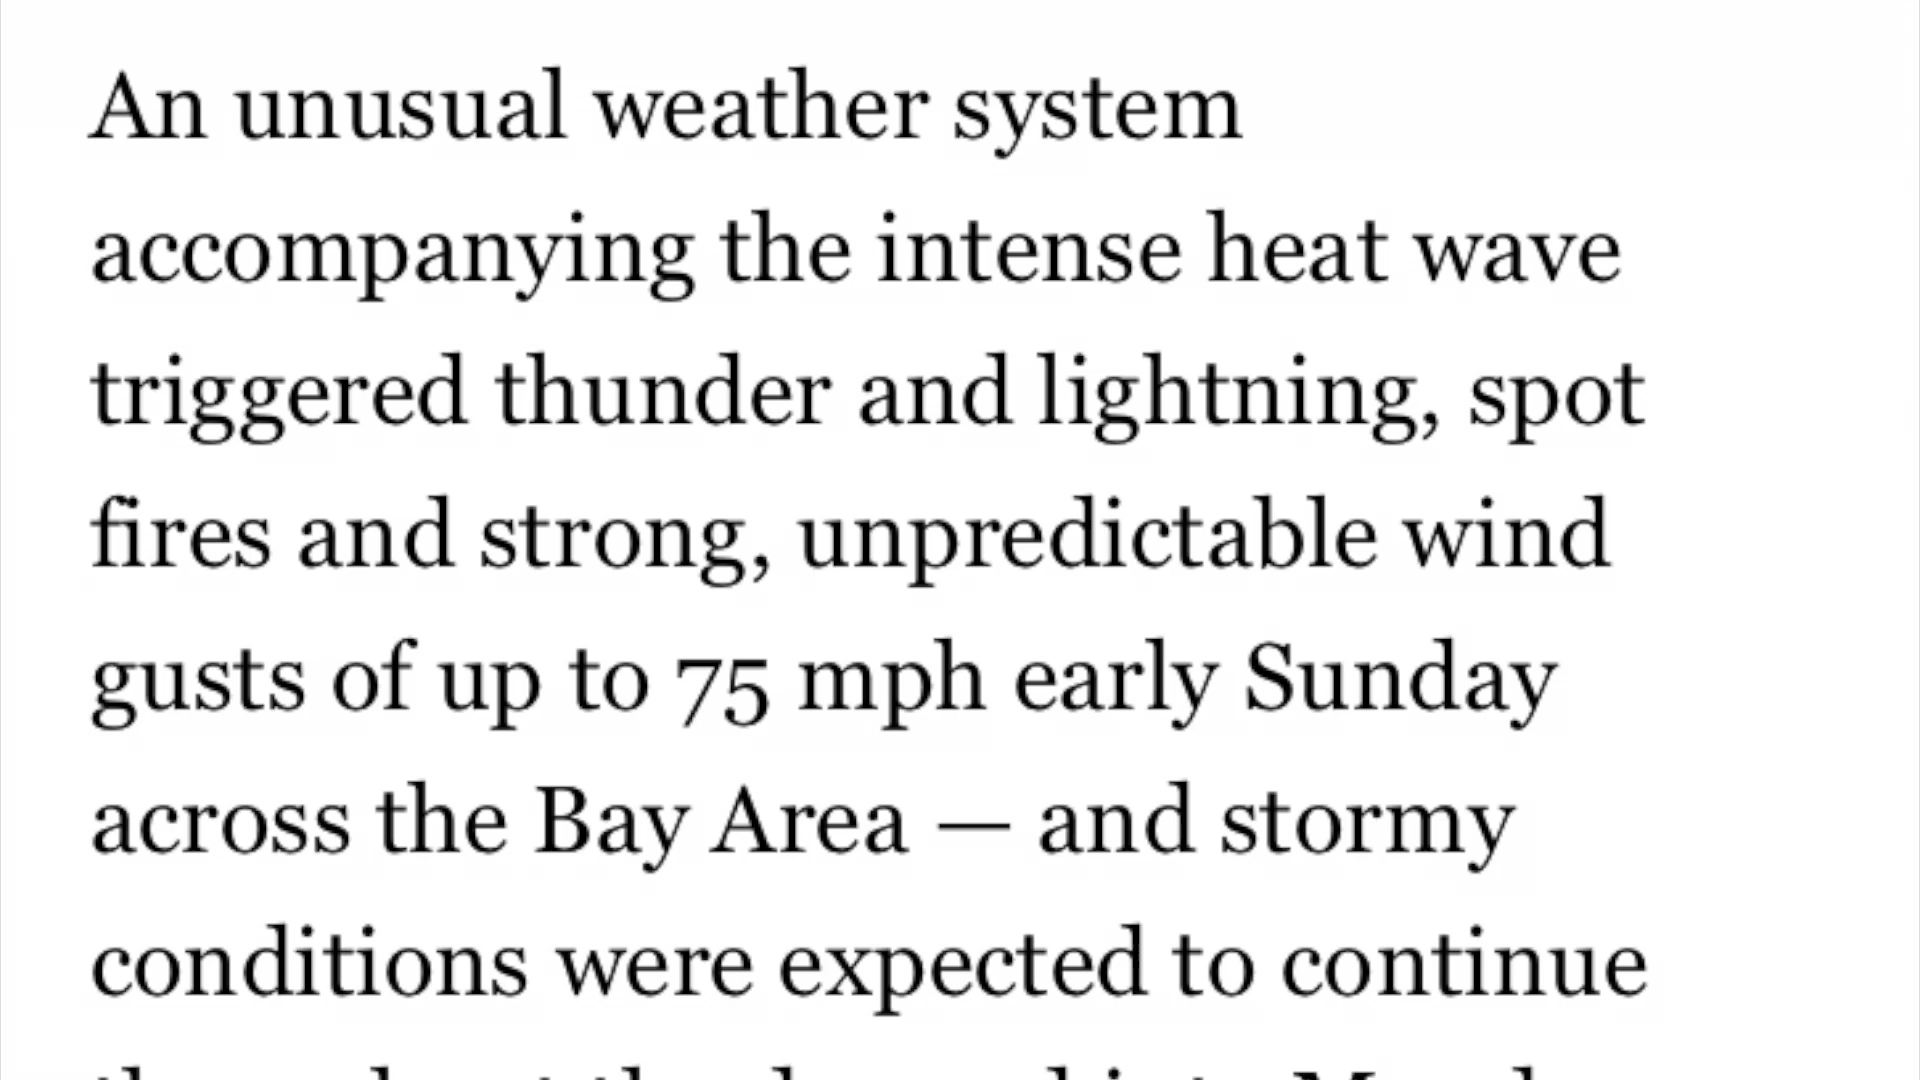 An unusual weather system
accompanying the intense heat wave
triggered thunder and lightning, spot
fires and strong, unpredictable wind
gusts of up to 75 mph early Sunday
across the Bay Area — and stormy
conditions were expected to continue